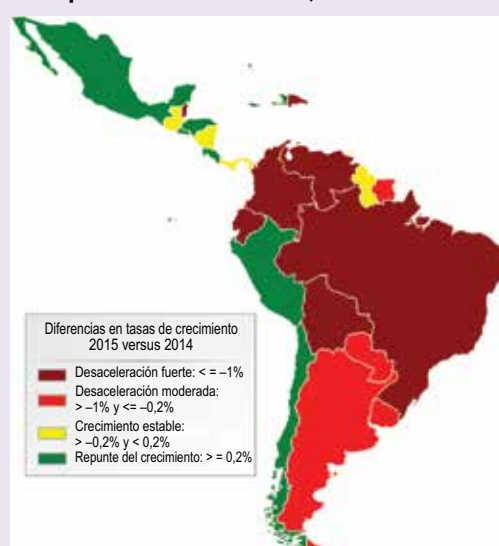 Diferencias en tasas de crecimiento
2015 versus 2014
Desaceleración fuerte: < = –1%
Desaceleración moderada:
> –1% y <= –0,2%
Crecimiento estable:
> –0,2% y < 0,2%
Repunte del crecimiento: > = 0,2%